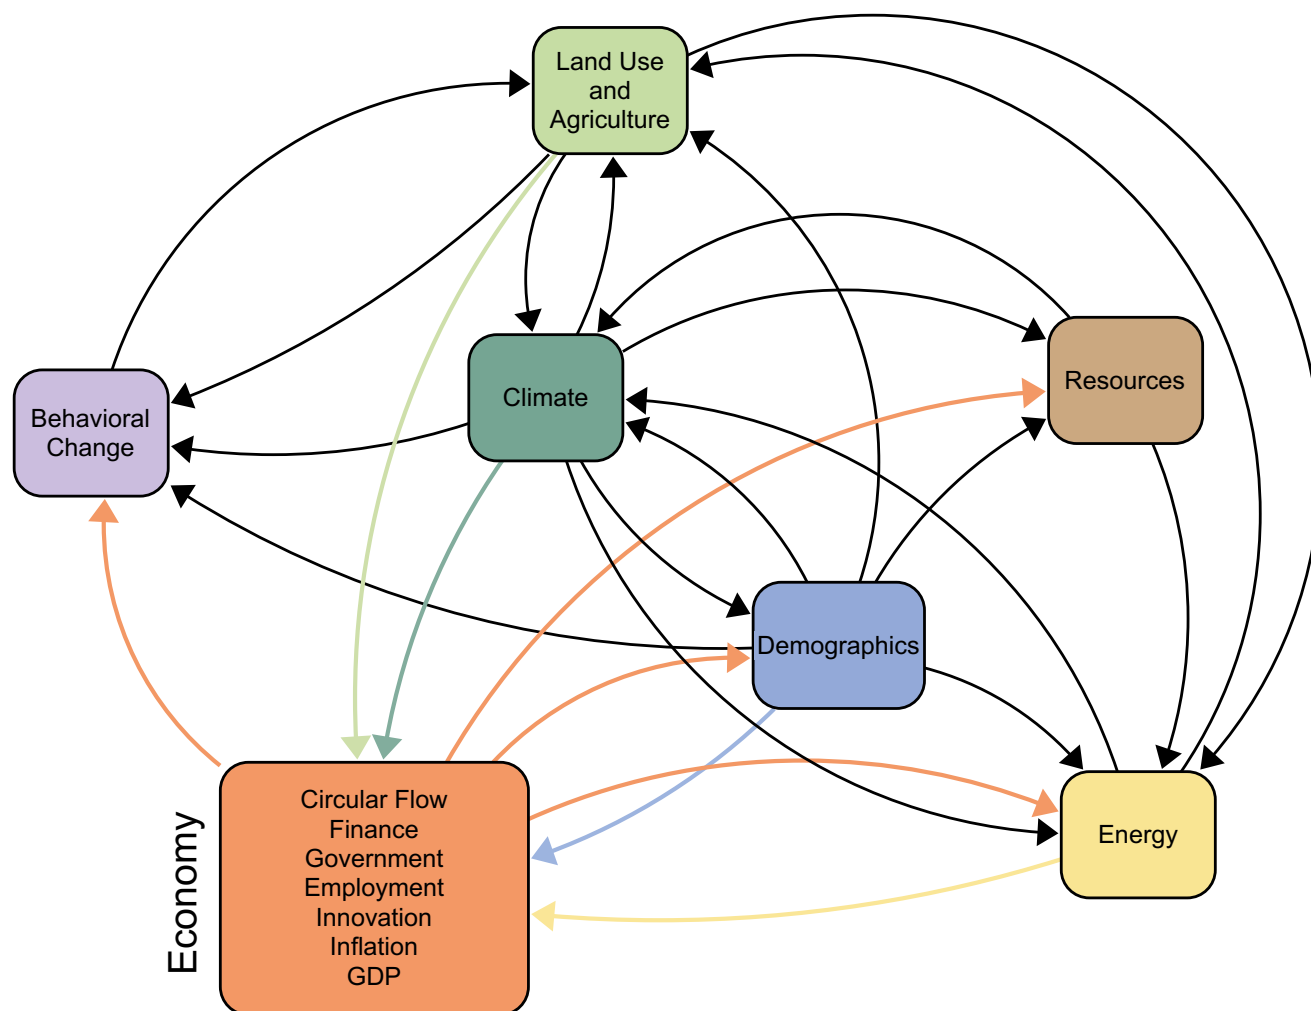 Land Use
and
Agriculture
Resources
Climate
Behavioral
Change
Demographics
Economy
Circular Flow
Finance
Government
Employment
Innovation
Inflation
GDP
Energy